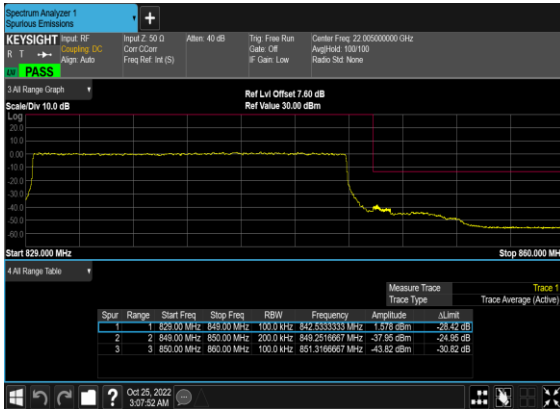 Spectrum Analyzer 1
Spurious Emissions
+
KEYSIGHT Input: RF Input Z: 50 Ω Atten: 40 dB Trig: Free Run Center Freq: 22.005000000 GHz
R T Coupling: DC Corr CCorr Gate: Off Avg|Hold: 100/100
Align: Auto Freq Ref: Int (S) IF Gain: Low Radio Std: None
PASS
3 All Range Graph
Ref Lvl Offset 7.60 dB
Scale/Div 10.0 dB Ref Value 30.00 dBm
Log
20.0
10.0
0.00
-10.0
-20.0
-30.0
-40.0
-50.0
-60.0
Start 829.000 MHz Stop 860.000 MH
4 All Range Table
Measure Trace Trace 1
Trace Type Trace Average (Active)
Spur Range Start Freq Stop Freq RBW Frequency Amplitude ΔLimit
1 1 829.00 MHz 849.00 MHz 100.0 kHz 842.5333333 MHz 1.578 dBm -28.42 dB
2 2 849.00 MHz 850.00 MHz 200.0 kHz 849.2516667 MHz -37.95 dBm -24.95 dB
3 3 850.00 MHz 860.00 MHz 100.0 kHz 851.3166667 MHz -43.82 dBm -30.82 dB
? Oct 25, 2022
3:07:52 AM